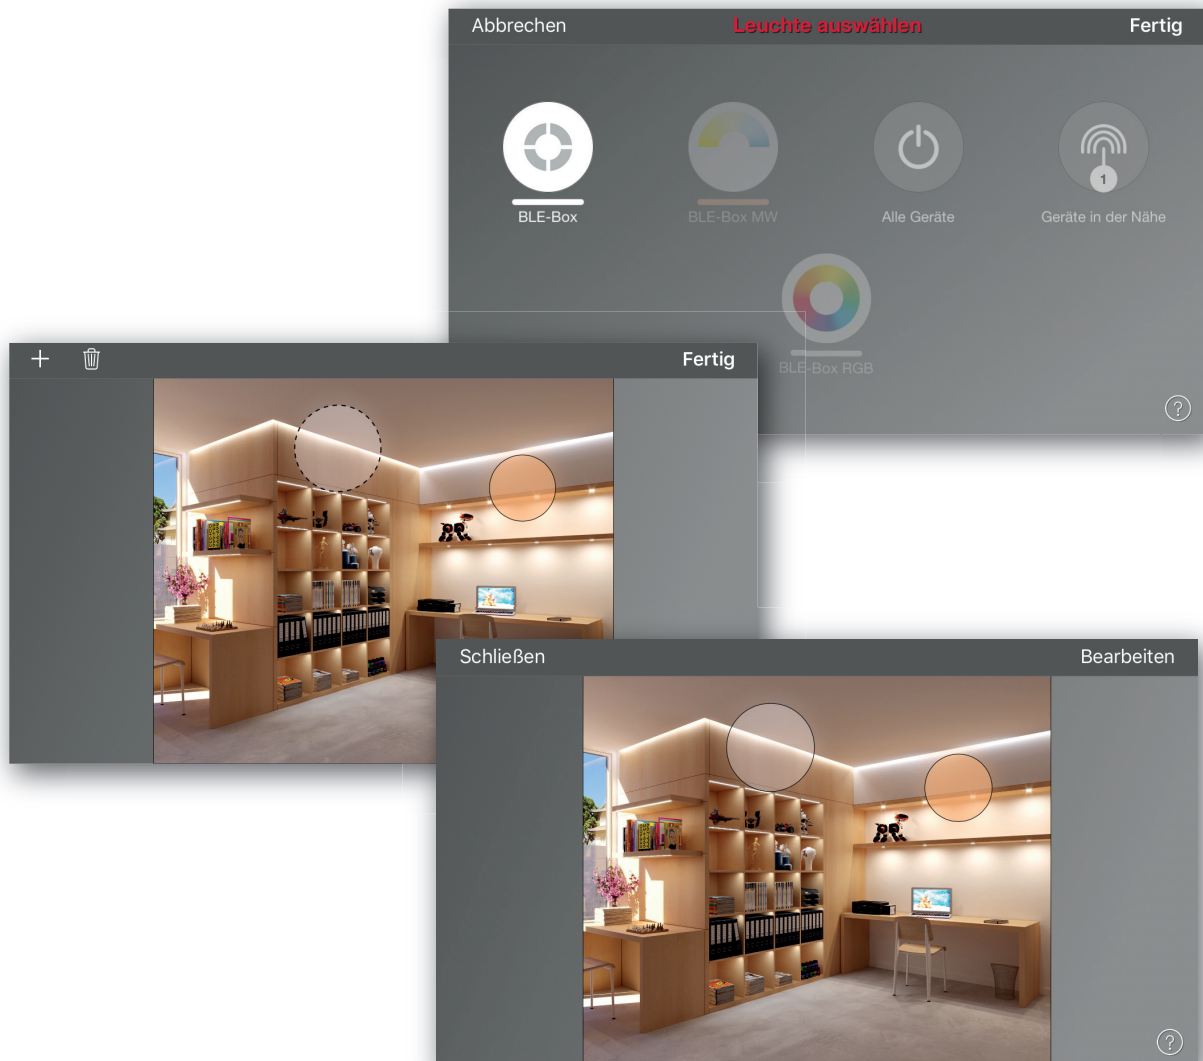 Abbrechen Leuchte auswählen Fertig
1
BLE-Box BLE-Box MW Alle Geräte Geräte in der Nähe
BLE-Box RGB
?
+ Fertig
Schließen Bearbeiten
?